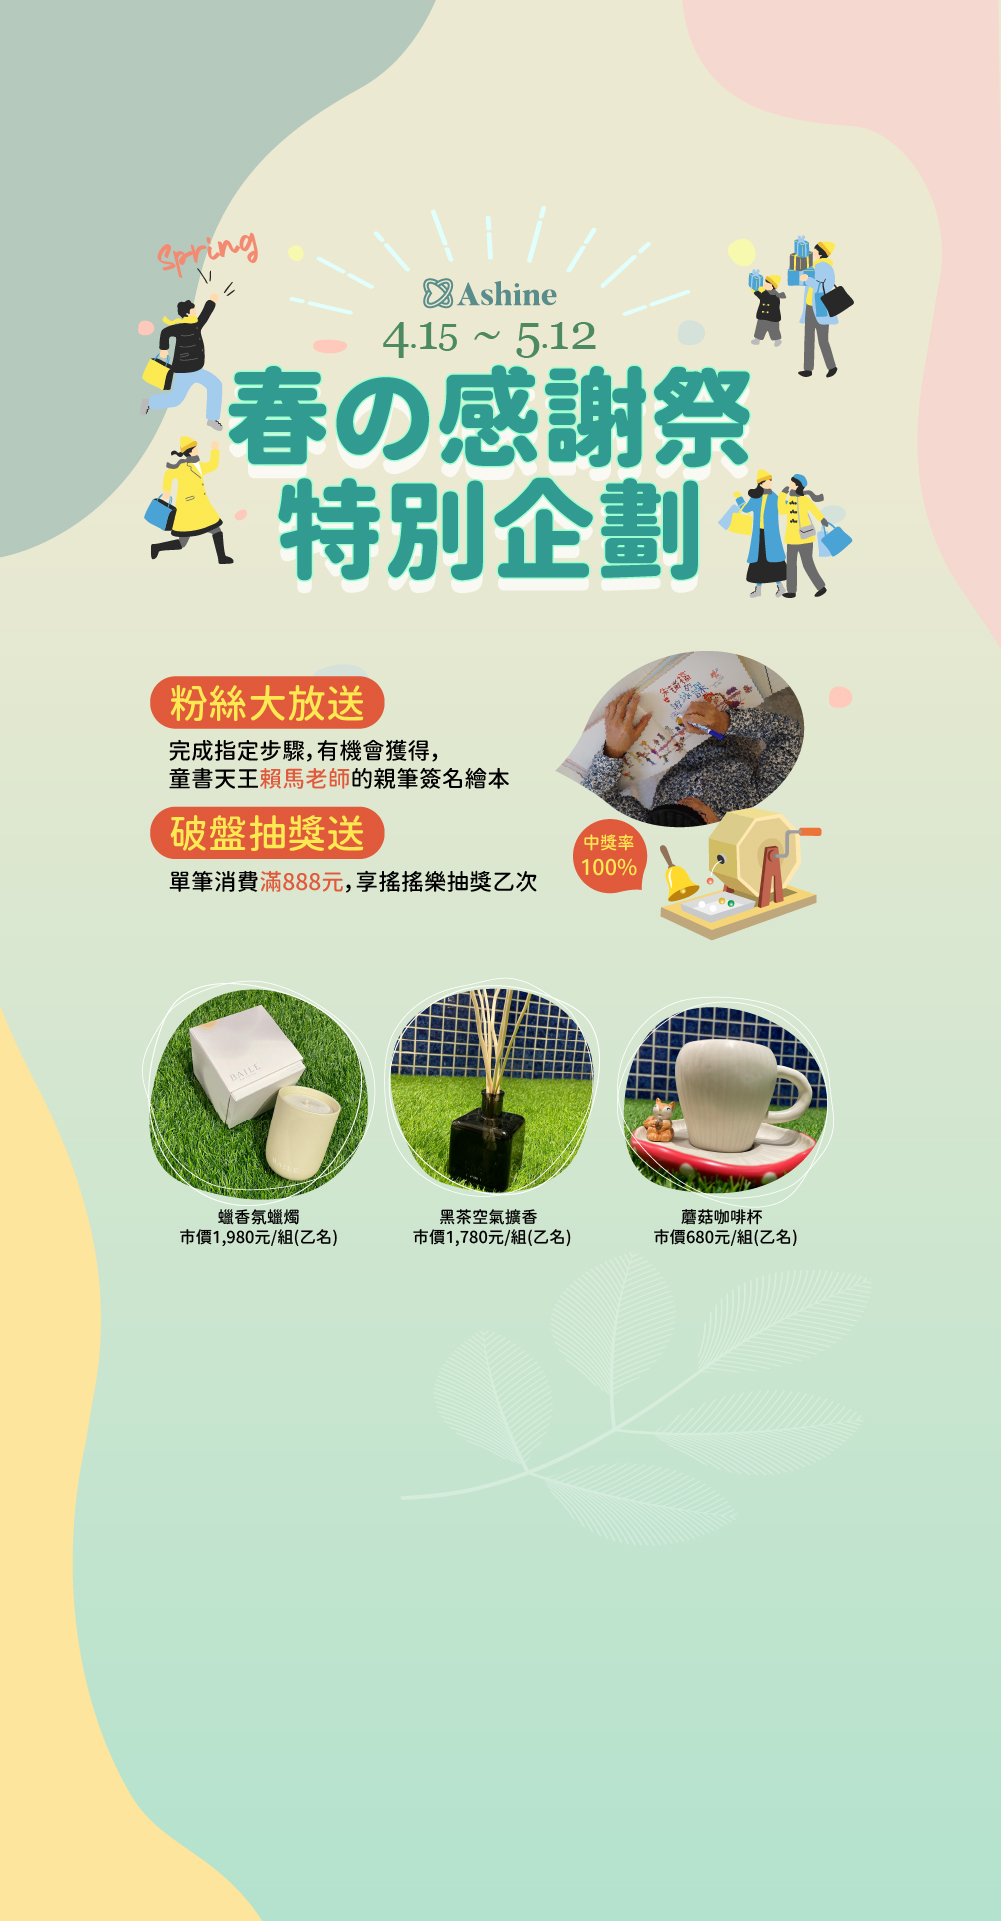 Spring
Ashine
4.15 ~ 5.12
春の感謝祭
特別企劃
粉絲大放送
完成指定步驟,有機會獲得,
童書天王賴馬老師的親筆簽名繪本
破盤抽獎送
單筆消費滿888元,享搖搖樂抽獎乙次
中獎率
100%
BAILL
蠟香氛蠟燭
市價1,980元/組(乙名)
黑茶空氣擴香
市價1,780元/組(乙名)
蘑菇咖啡杯
市價680元/組(乙名)